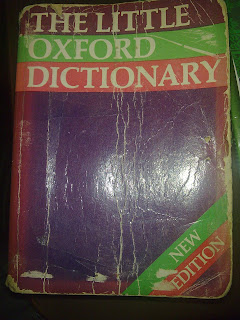 THE LITTLE
OXFORD
DICTIONARY
NEW
EDITION